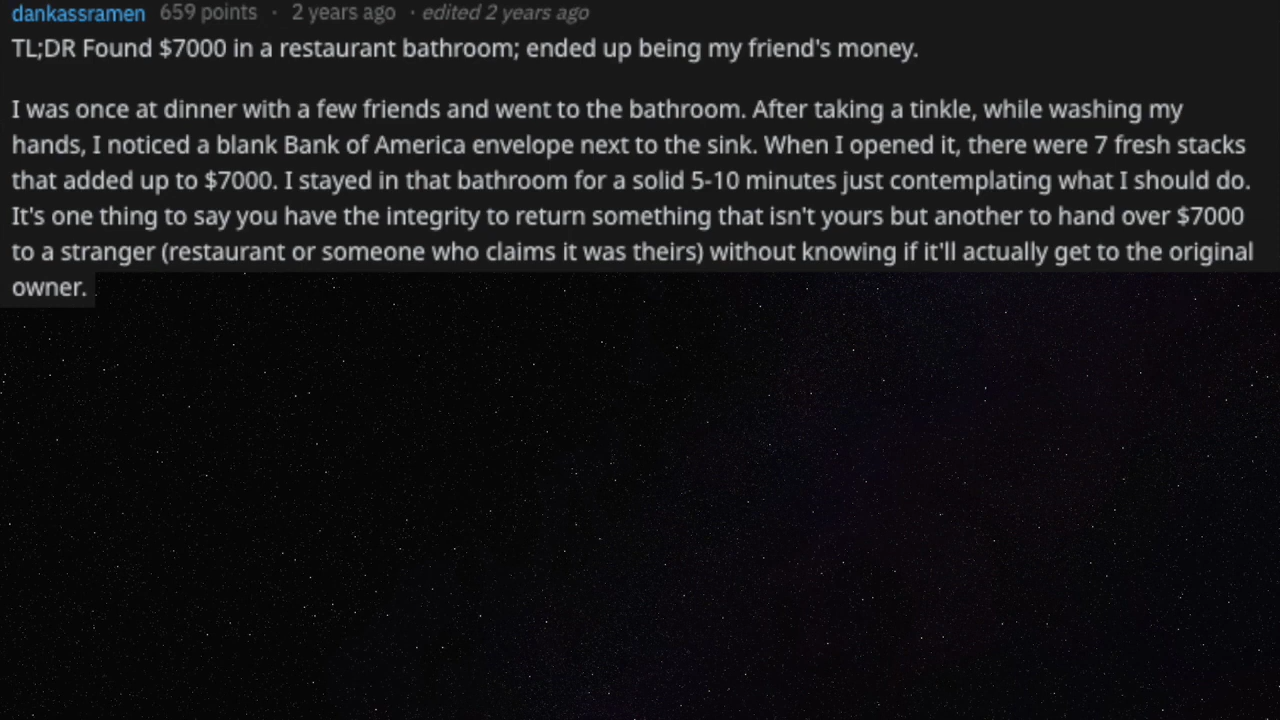 dankassramen 659 points · 2 years ago · edited 2 years ago
TL;DR Found $7000 in a restaurant bathroom; ended up being my friend's money.
I was once at dinner with a few friends and went to the bathroom. After taking a tinkle, while washing my
hands, I noticed a blank Bank of America envelope next to the sink. When I opened it, there were 7 fresh stacks
that added up to $7000. I stayed in that bathroom for a solid 5-10 minutes just contemplating what I should do.
It's one thing to say you have the integrity to return something that isn't yours but another to hand over $7000
to a stranger (restaurant or someone who claims it was theirs) without knowing if it'll actually get to the original
owner.